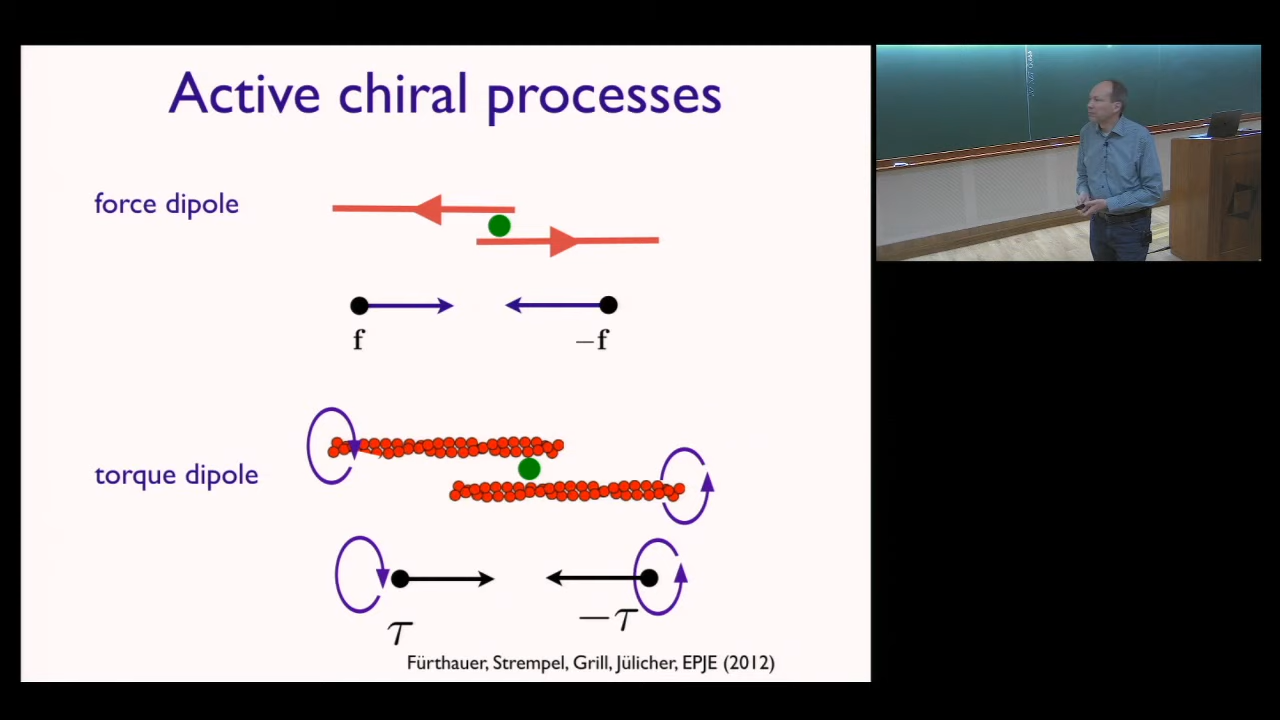 Active chiral processes
force dipole
f
−f
torque dipole
τ
−τ
Fürthauer, Strempel, Grill, Jülicher, EPJE (2012)